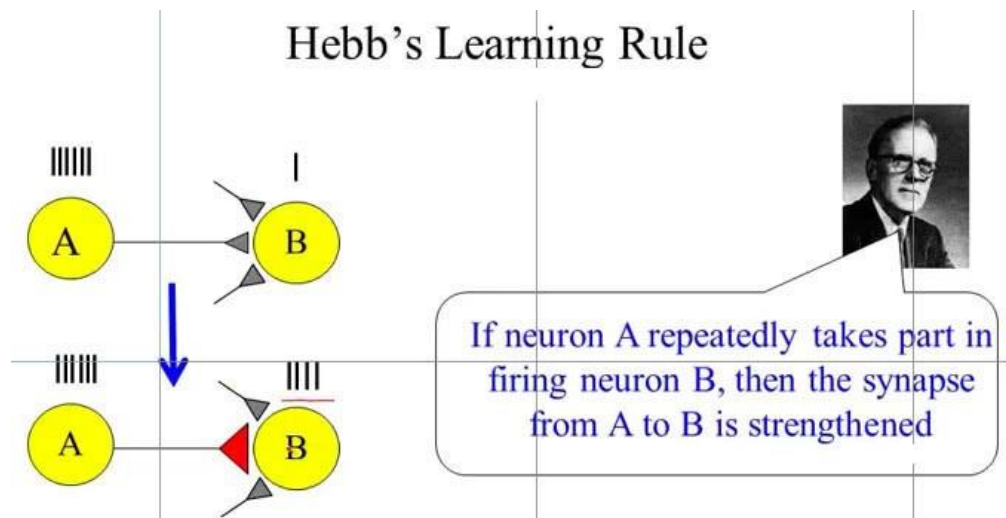 Hebb's Learning Rule
A
B
A
B
If neuron A repeatedly takes part in
firing neuron B, then the synapse
from A to B is strengthened